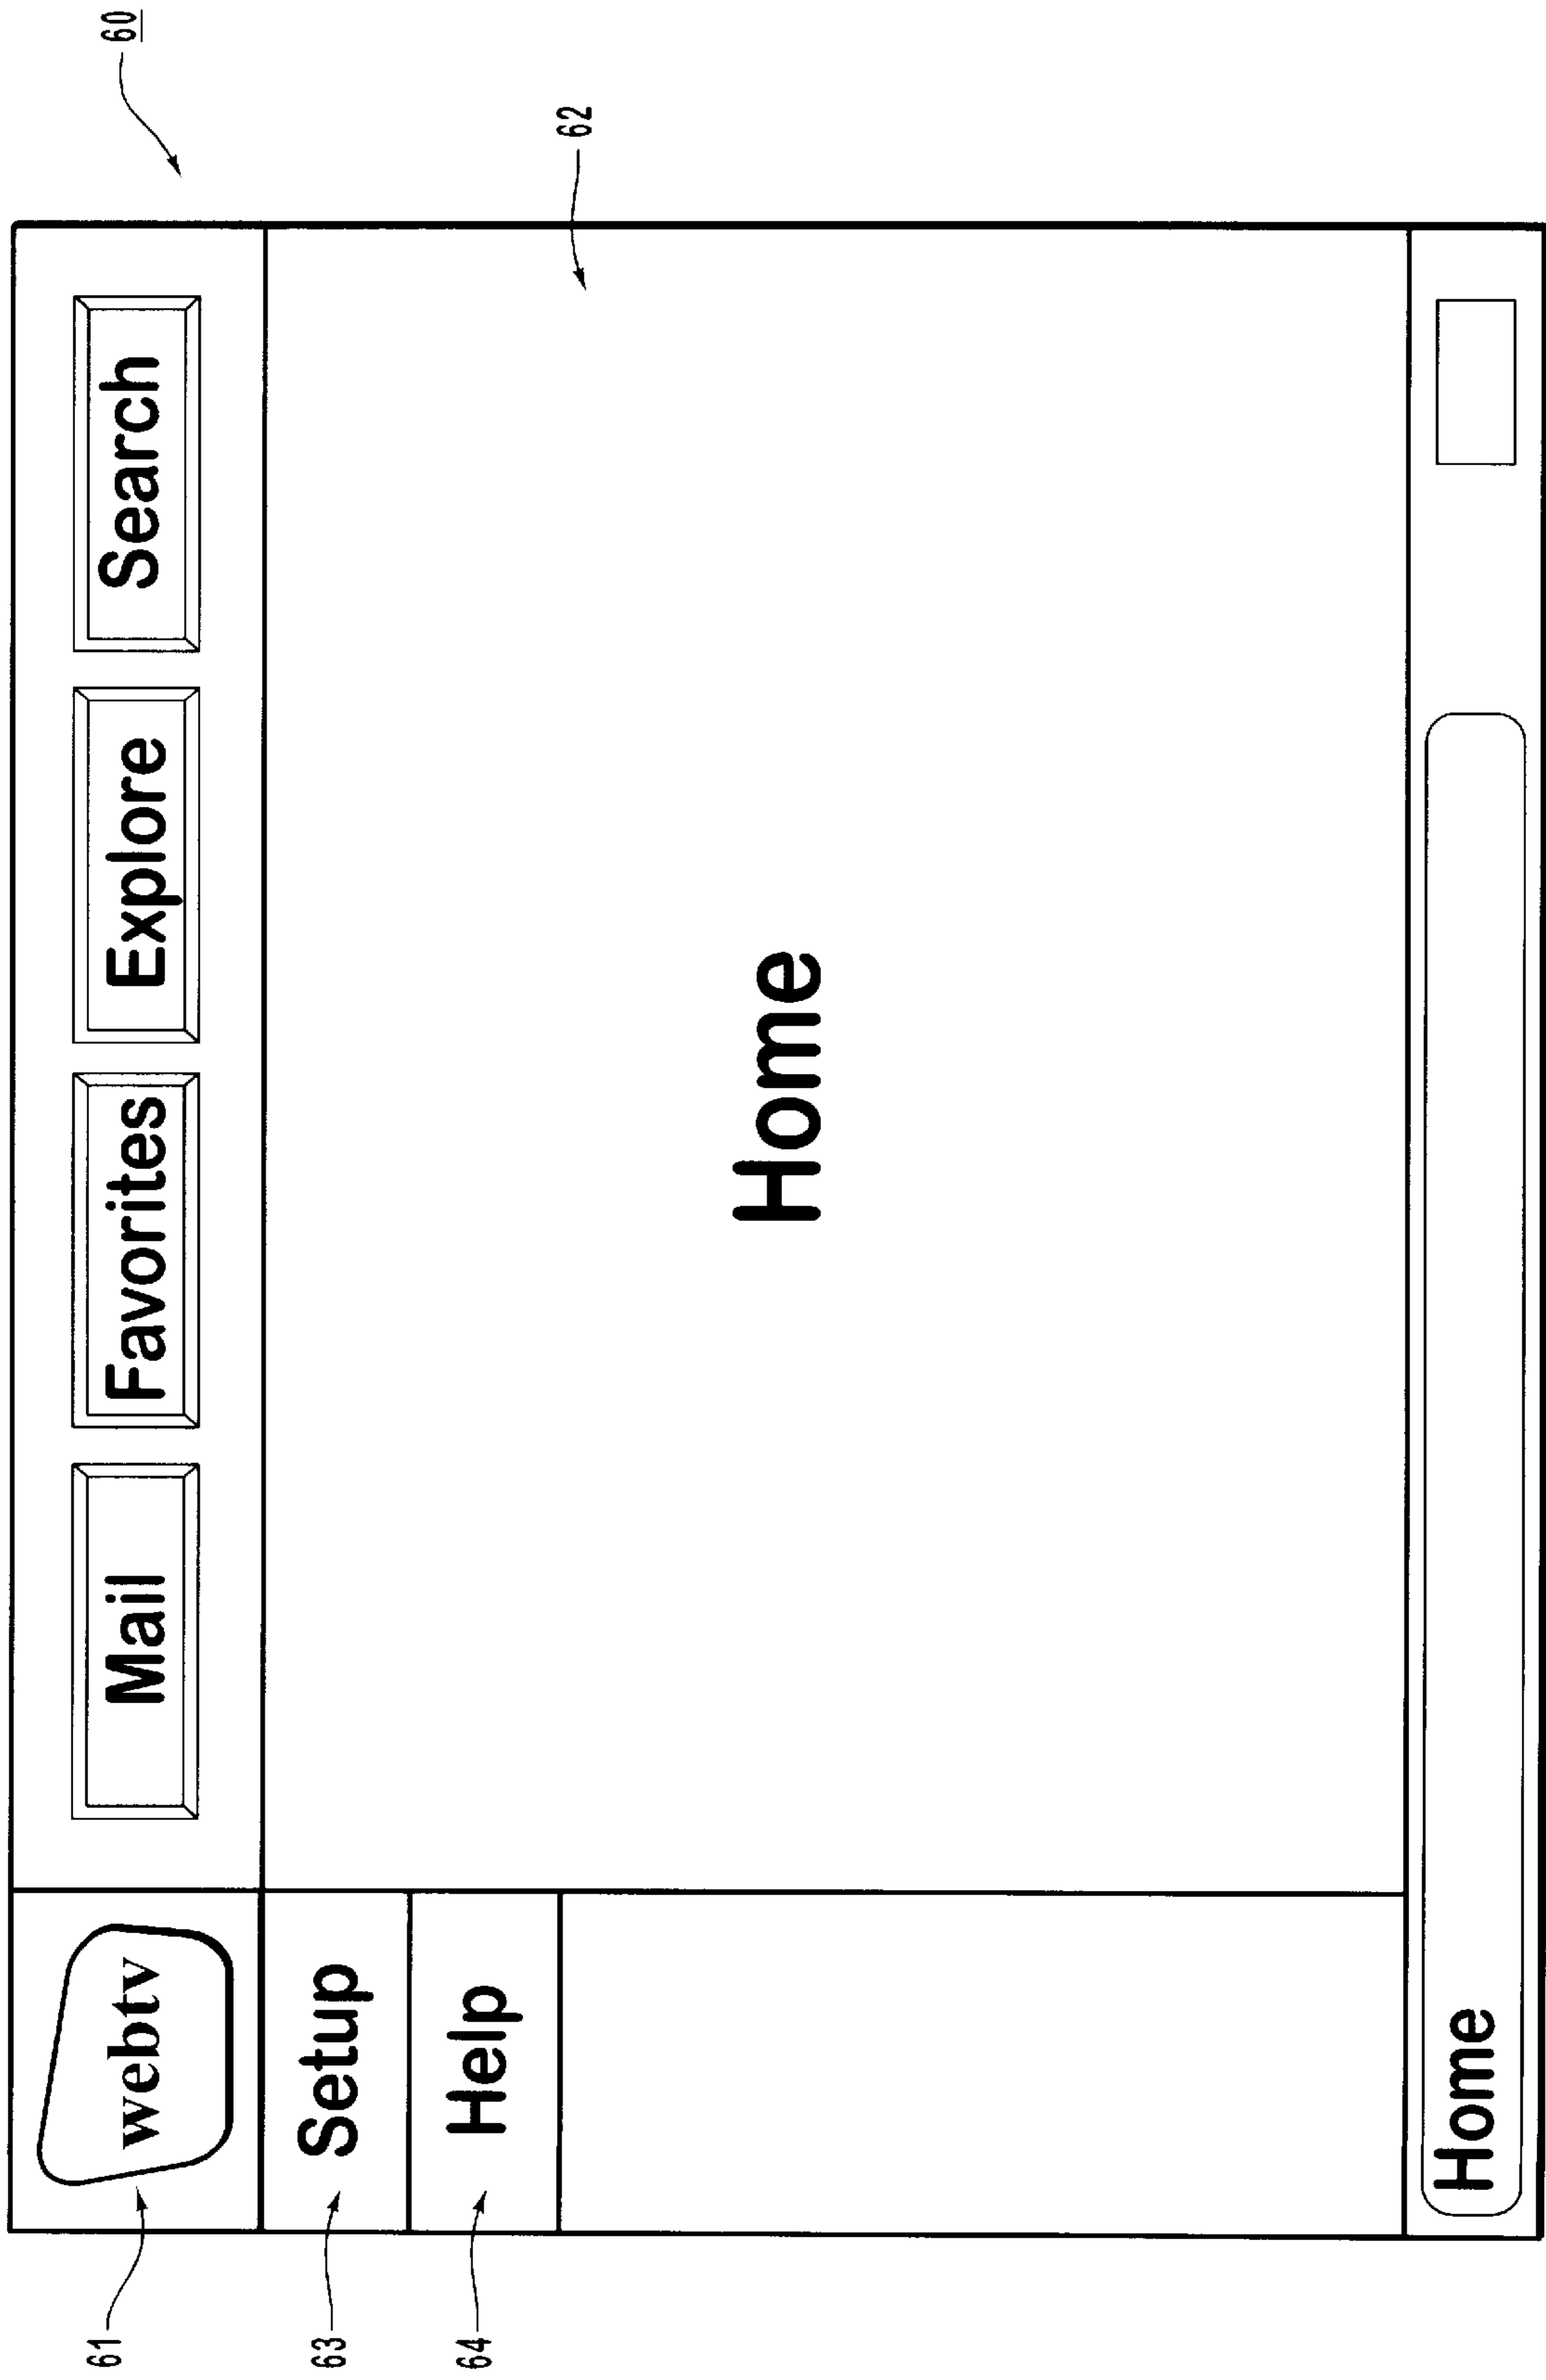 60
61
webtv
Mail
Favorites
Explore
Search
62
63
Setup
64
Help
Home
Home